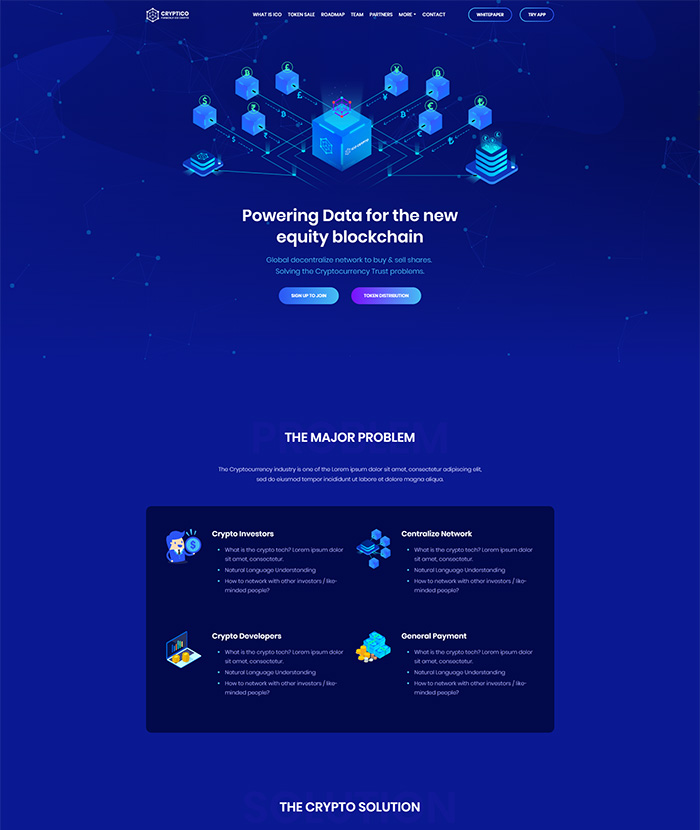 CRYPTICO
WHAT IS ICO TOKEN SALE ROADMAP TEAM PARTNERS MORE CONTACT WHITEPAPER TRY APP
Powering Data for the new
equity blockchain
Global decentralize network to buy & sell shares.
Solving the Cryptocurrency Trust problems.
SIGN UP TO JOIN TOKEN DISTRIBUTION
PROBLEM
THE MAJOR PROBLEM
The Cryptocurrency industry is one of the Lorem ipsum dolor sit amet, consectetur adipiscing elit,
sed do eiusmod tempor incididunt ut labore et dolore magna aliqua.
Crypto Investors
What is the crypto tech? Lorem ipsum dolor
sit amet, consectetur.
Natural Language Understanding
How to network with other investors / like-
minded people?
Contralize Network
What is the crypto tech? Lorem ipsum dolor
sit amet, consectetur.
Natural Language Understanding
How to network with other investors / like-
minded people?
Crypto Developers
What is the crypto tech? Lorem ipsum dolor
sit amet, consectetur.
Natural Language Understanding
How to network with other investors / like-
minded people?
General Payment
What is the crypto tech? Lorem ipsum dolor
sit amet, consectetur.
Natural Language Understanding
How to network with other investors / like-
minded people?
SOLUTION
THE CRYPTO SOLUTION